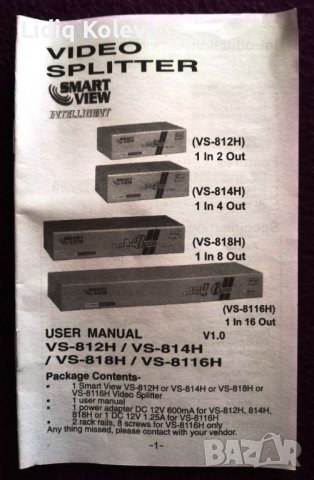 Lidiq Koleva
VIDEO
SPLITTER
SMART
VIEW
INTELLIGENT
(VS-812H)
1 In 2 Out
(VS-814H)
1 In 4 Out
(VS-818H)
1 In 8 Out
(VS-8116H)
1 In 16 Out
USER MANUAL V1.0
VS-812H / VS-814H
/ VS-818H / VS-8116H
Package Contents-
• 1 Smart View VS-812H or VS-814H or VS-818H or
VS-8116H Video Splitter
• 1 user manual
• 1 power adapter DC 12V 600mA for VS-812H, 814H,
818H or 1 DC 12V 1.25A for VS-8116H
• 2 rack rails, 8 screws for VS-8116H only
Any thing missed, please contact with your vendor.
-1-
BAZAR